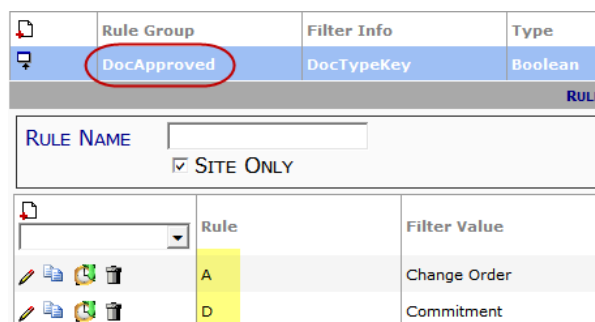 Rule Group Filter Info Type
DocApproved DocTypeKey Boolean
RUL
RULE NAME
SITE ONLY
Rule Filter Value
A Change Order
D Commitment